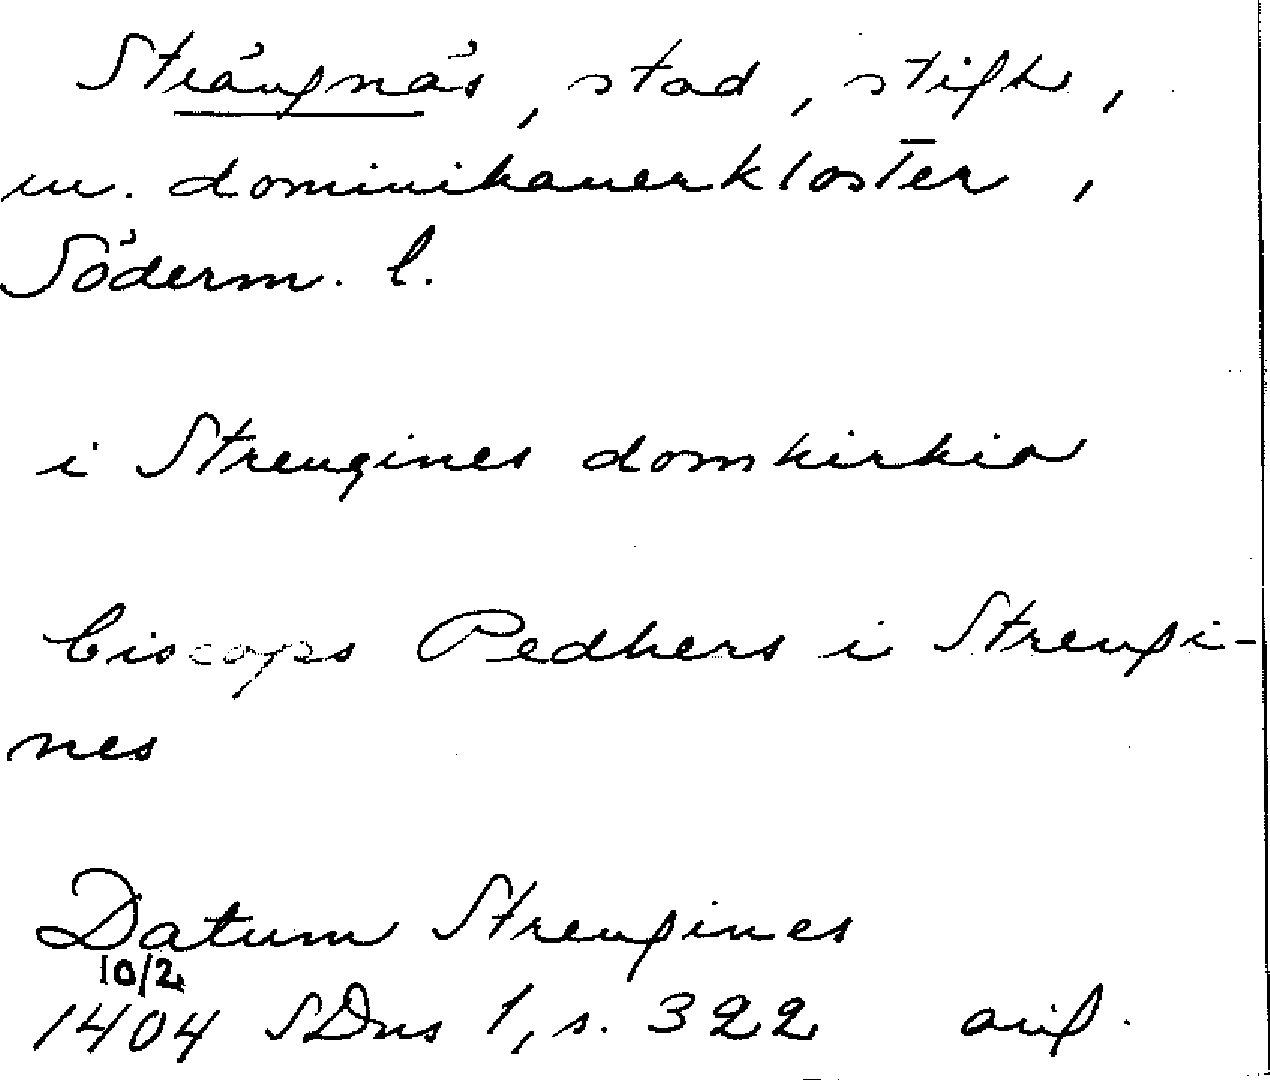 Strängnäs, stad, stift,
m. dominikanerkloster,
Söderm. l.
i Strengines domkirkio
biscops Pedhers i Strengi-
nes
Datum Strengines
10/2
1404 SDns 1, s. 322 orig.